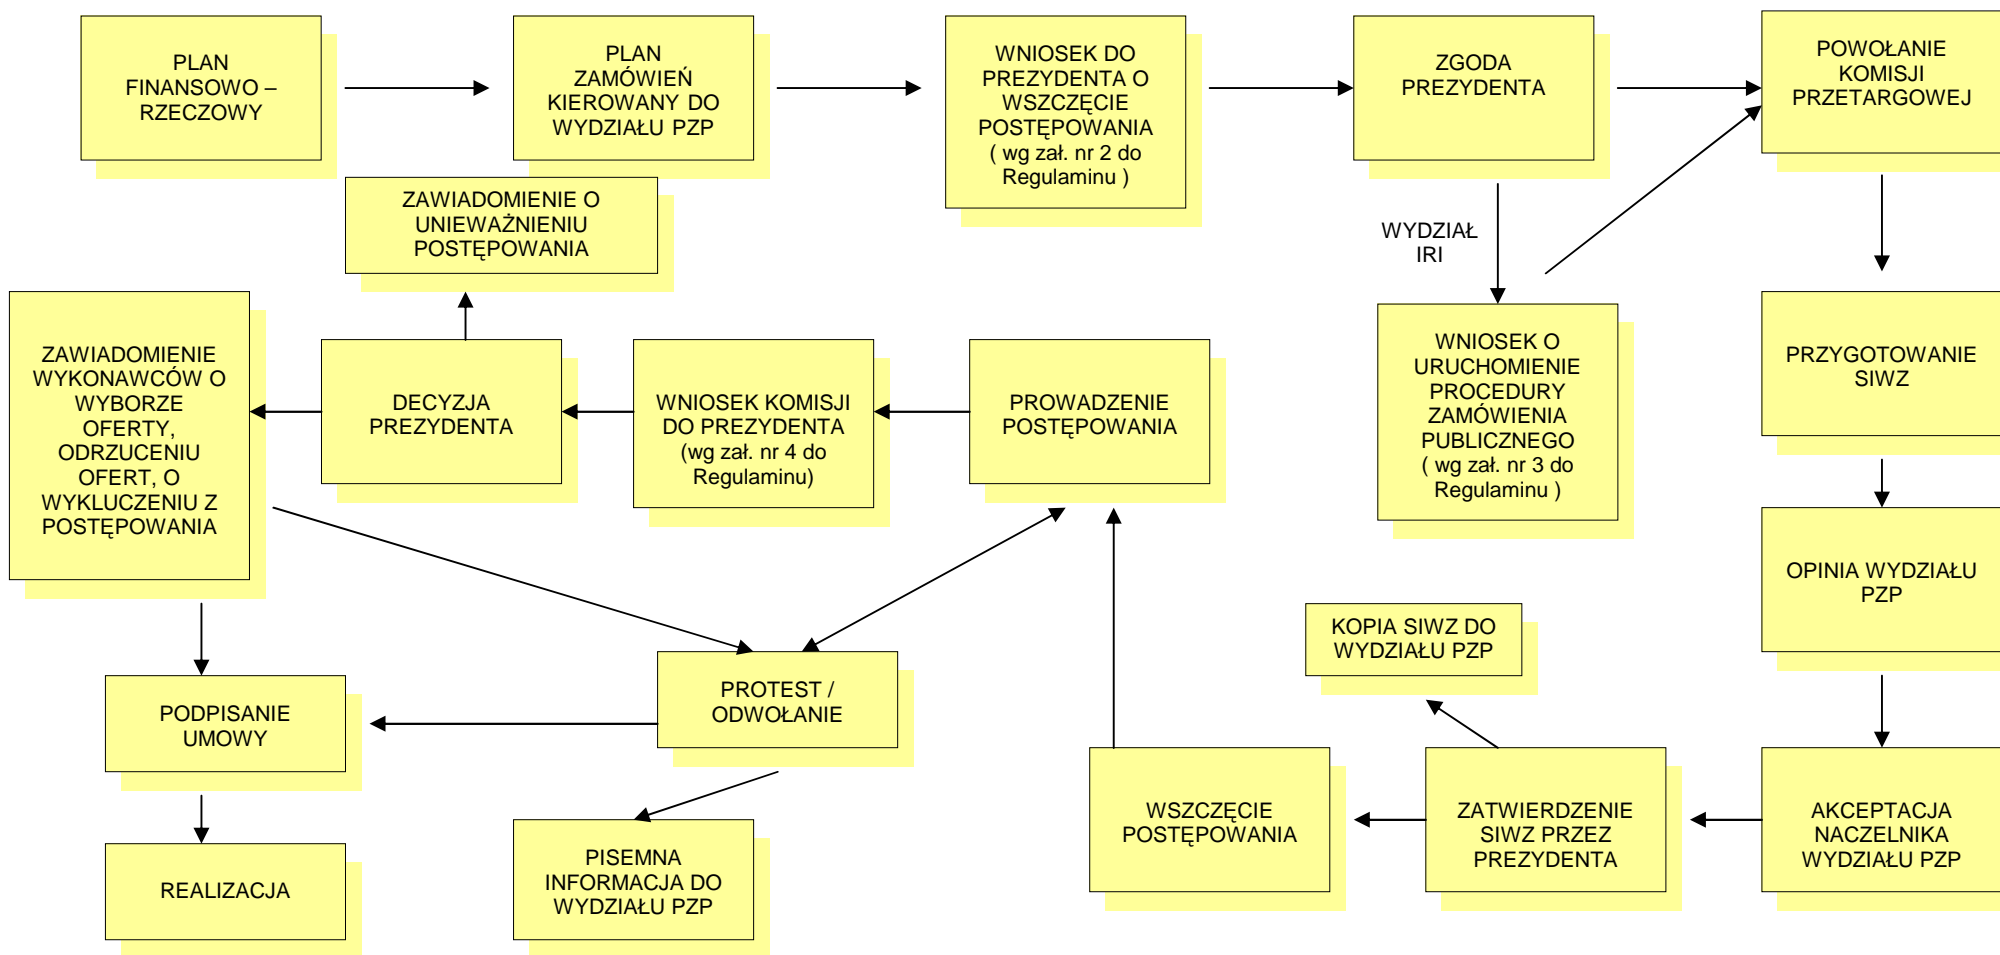 PLAN
FINANSOWO –
RZECZOWY
PLAN
ZAMÓWIEŃ
KIEROWANY DO
WYDZIAŁU PZP
WNIOSEK DO
PREZYDENTA O
WSZCZĘCIE
POSTĘPOWANIA
( wg zał. nr 2 do
Regulaminu )
ZGODA
PREZYDENTA
POWOŁANIE
KOMISJI
PRZETARGOWEJ
ZAWIADOMIENIE O
UNIEWAŻNIENIU
POSTĘPOWANIA
WYDZIAŁ
IRI
ZAWIADOMIENIE
WYKONAWCÓW O
WYBORZE
OFERTY,
ODRZUCENIU
OFERT, O
WYKLUCZENIU Z
POSTĘPOWANIA
DECYZJA
PREZYDENTA
WNIOSEK KOMISJI
DO PREZYDENTA
(wg zał. nr 4 do
Regulaminu)
PROWADZENIE
POSTĘPOWANIA
WNIOSEK O
URUCHOMIENIE
PROCEDURY
ZAMÓWIENIA
PUBLICZNEGO
( wg zał. nr 3 do
Regulaminu )
PRZYGOTOWANIE
SIWZ
OPINIA WYDZIAŁU
PZP
KOPIA SIWZ DO
WYDZIAŁU PZP
PODPISANIE
UMOWY
PROTEST /
ODWOŁANIE
WSZCZĘCIE
POSTĘPOWANIA
ZATWIERDZENIE
SIWZ PRZEZ
PREZYDENTA
AKCEPTACJA
NACZELNIKA
WYDZIAŁU PZP
REALIZACJA
PISEMNA
INFORMACJA DO
WYDZIAŁU PZP